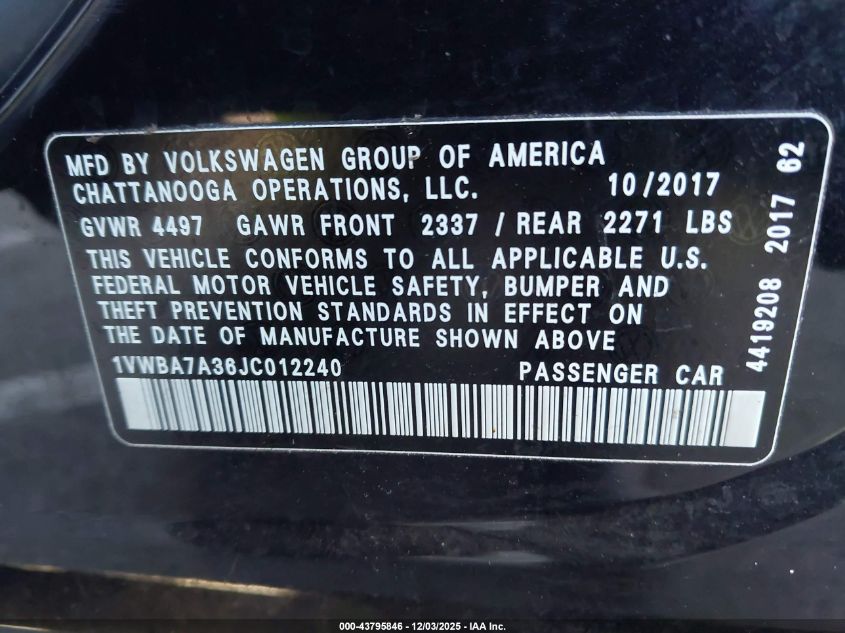 MFD BY VOLKSWAGEN GROUP OF AMERICA
CHATTANOOGA OPERATIONS, LLC. 10/2017
GVWR 4497 GAWR FRONT 2337 / REAR 2271 LBS
THIS VEHICLE CONFORMS TO ALL APPLICABLE U.S.
FEDERAL MOTOR VEHICLE SAFETY, BUMPER AND
THEFT PREVENTION STANDARDS IN EFFECT ON
THE DATE OF MANUFACTURE SHOWN ABOVE
1VWBA7A36JC012240 PASSENGER CAR
4419208 2017 62
000-43795846 - 12/03/2025 - IAA Inc.